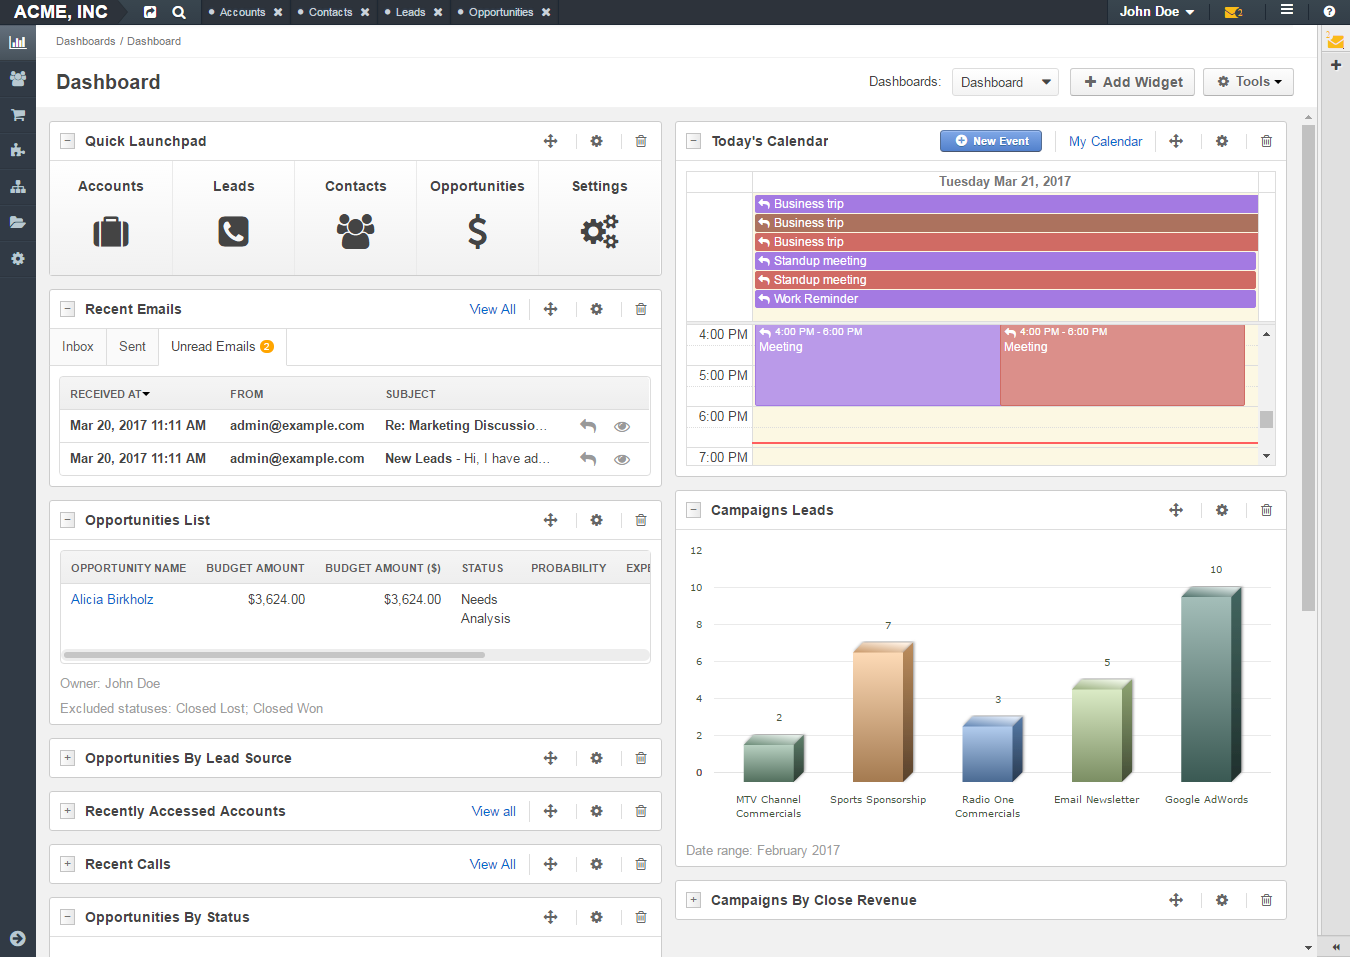 ACME, INC
Accounts
Contacts
Leads
Opportunities
John Doe
2
2
Dashboards / Dashboard
Dashboard
Dashboards:
Dashboard
Add Widget
Tools
Quick Launchpad
Accounts
Leads
Contacts
Opportunities
Settings
Recent Emails
View All
Inbox
Sent
Unread Emails 2
RECEIVED AT
FROM
SUBJECT
Mar 20, 2017 11:11 AM
admin@example.com
Re: Marketing Discussio...
Mar 20, 2017 11:11 AM
admin@example.com
New Leads - Hi, I have ad...
Opportunities List
OPPORTUNITY NAME
BUDGET AMOUNT
BUDGET AMOUNT ($)
STATUS
PROBABILITY
EXPE
Alicia Birkholz
$3,624.00
$3,624.00
Needs
Analysis
Owner: John Doe
Excluded statuses: Closed Lost; Closed Won
Opportunities By Lead Source
Recently Accessed Accounts
View all
Recent Calls
View All
Opportunities By Status
Today's Calendar
New Event
My Calendar
Tuesday Mar 21, 2017
Business trip
Business trip
Business trip
Standup meeting
Standup meeting
Work Reminder
4:00 PM
5:00 PM
6:00 PM
7:00 PM
4:00 PM - 6:00 PM
Meeting
4:00 PM - 6:00 PM
Meeting
Campaigns Leads
12
10
8
6
4
2
0
2
7
3
5
10
MTV Channel
Commercials
Sports Sponsorship
Radio One
Commercials
Email Newsletter
Google AdWords
Date range: February 2017
Campaigns By Close Revenue